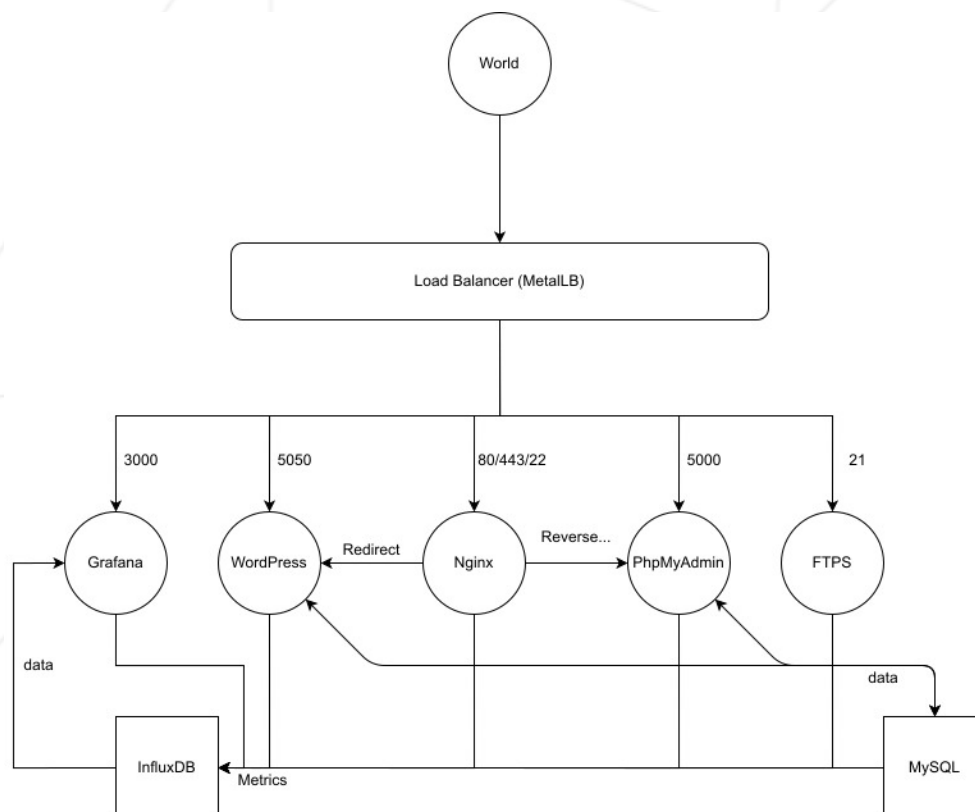 World
Load Balancer (MetalLB)
3000
5050
80/443/22
5000
21
Grafana
WordPress
Redirect
Nginx
Reverse...
PhpMyAdmin
FTPS
data
data
InfluxDB
Metrics
MySQL